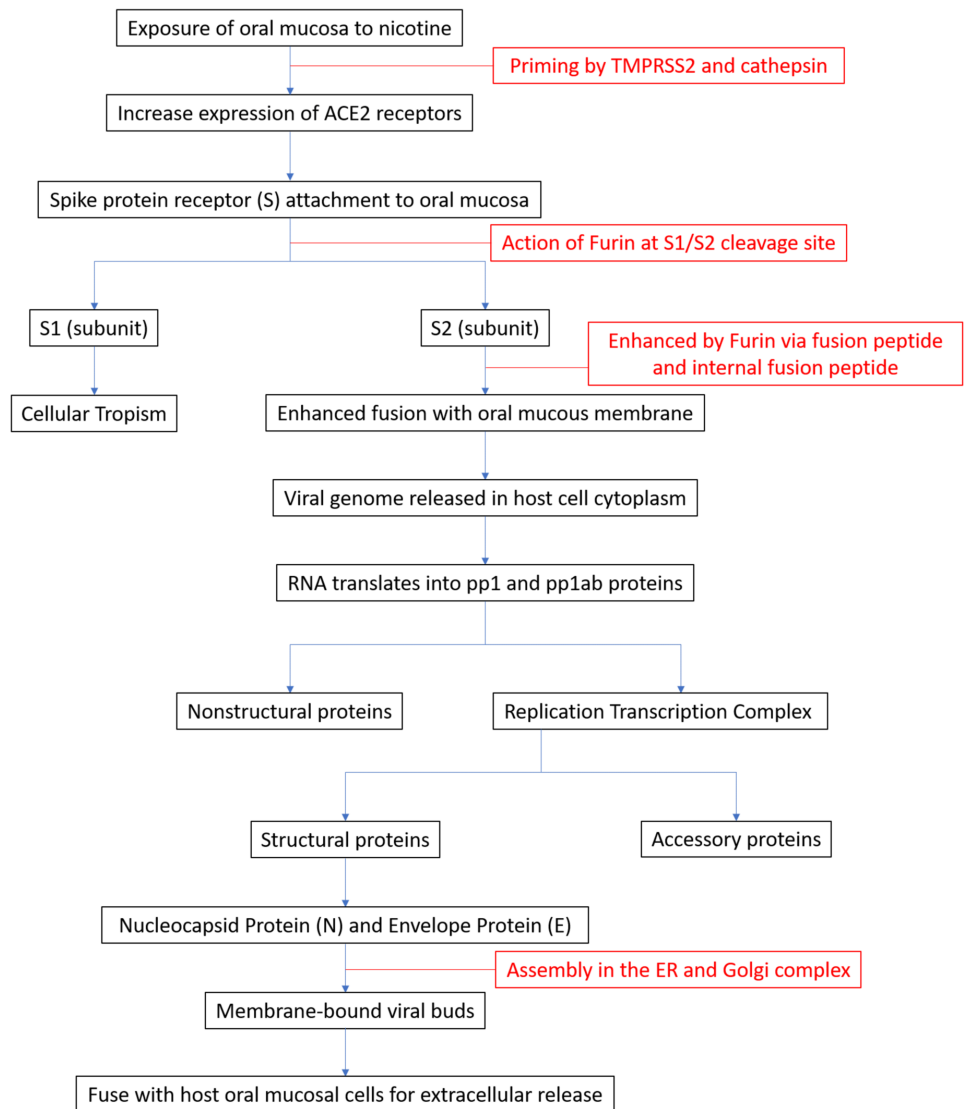 Exposure of oral mucosa to nicotine
Priming by TMPRSS2 and cathepsin
Increase expression of ACE2 receptors
Spike protein receptor (S) attachment to oral mucosa
Action of Furin at S1/S2 cleavage site
S1 (subunit)
S2 (subunit)
Enhanced by Furin via fusion peptide
and internal fusion peptide
Cellular Tropism
Enhanced fusion with oral mucous membrane
Viral genome released in host cell cytoplasm
RNA translates into pp1 and pp1ab proteins
Nonstructural proteins
Replication Transcription Complex
Structural proteins
Accessory proteins
Nucleocapsid Protein (N) and Envelope Protein (E)
Assembly in the ER and Golgi complex
Membrane-bound viral buds
Fuse with host oral mucosal cells for extracellular release